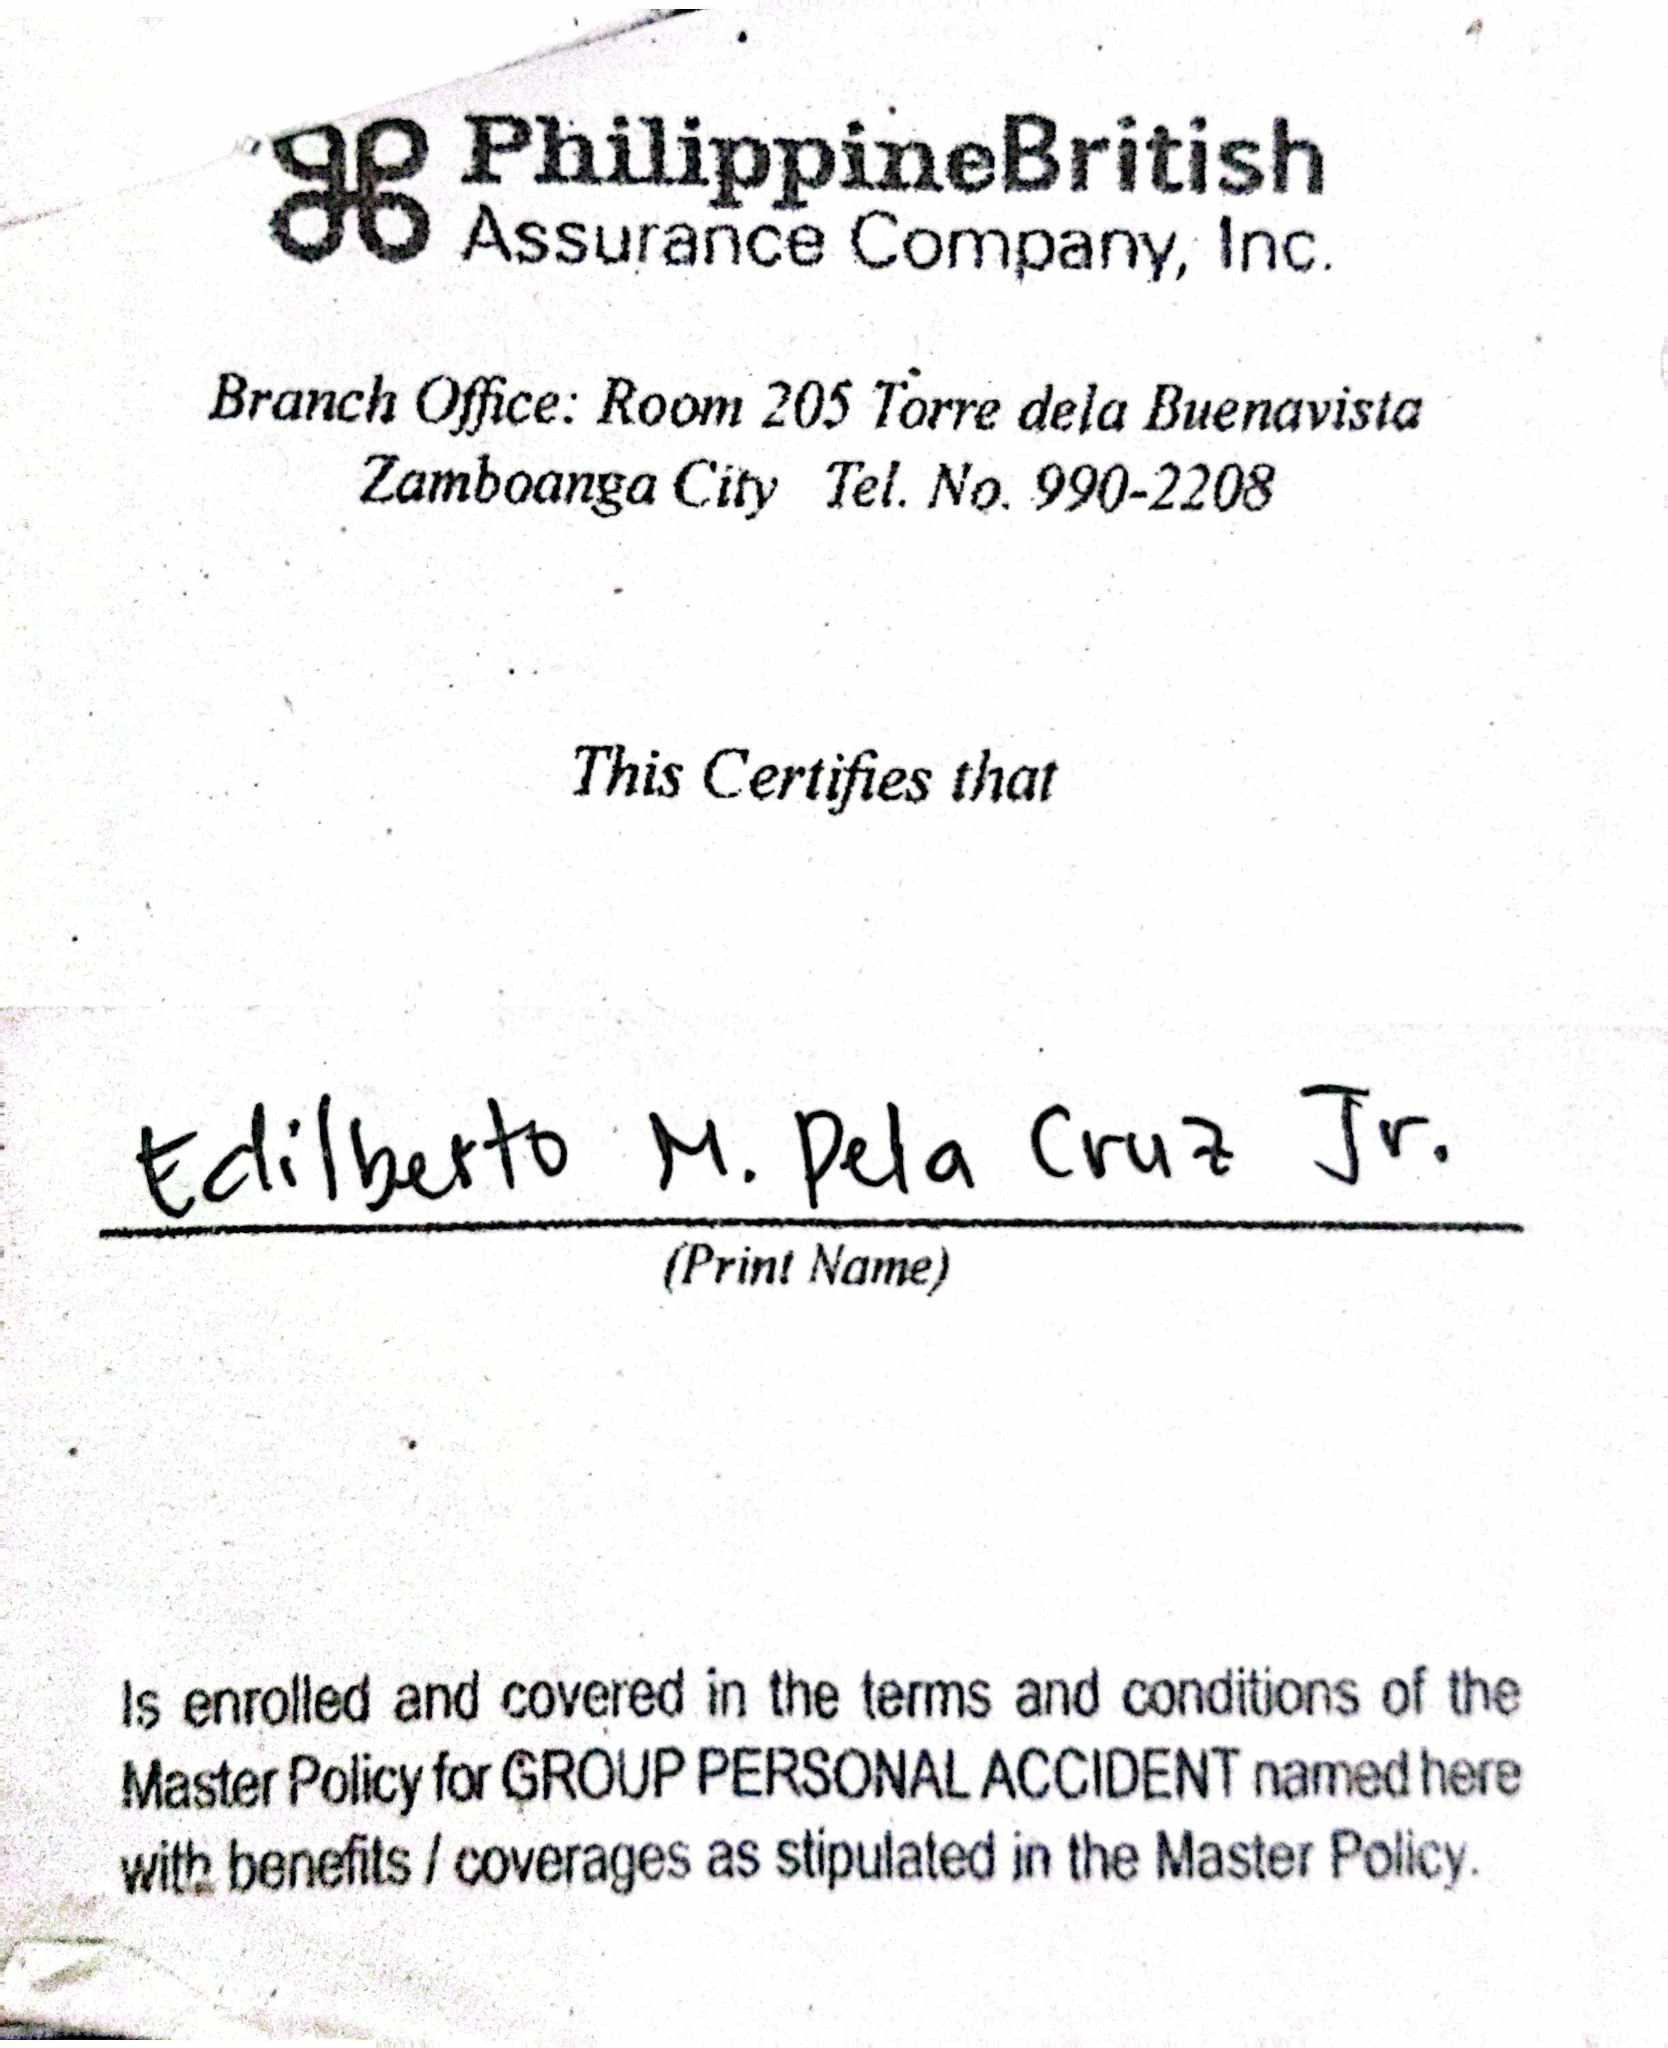 PhilippineBritish
Assurance Company, Inc.
Branch Office: Room 205 Torre dela Buenavista
Zamboanga City Tel. No. 990-2208
This Certifies that
Edilberto M. Dela Cruz Jr.
(Print Name)
Is enrolled and covered in the terms and conditions of the
Master Policy for GROUP PERSONAL ACCIDENT named here
with benefits / coverages as stipulated in the Master Policy.